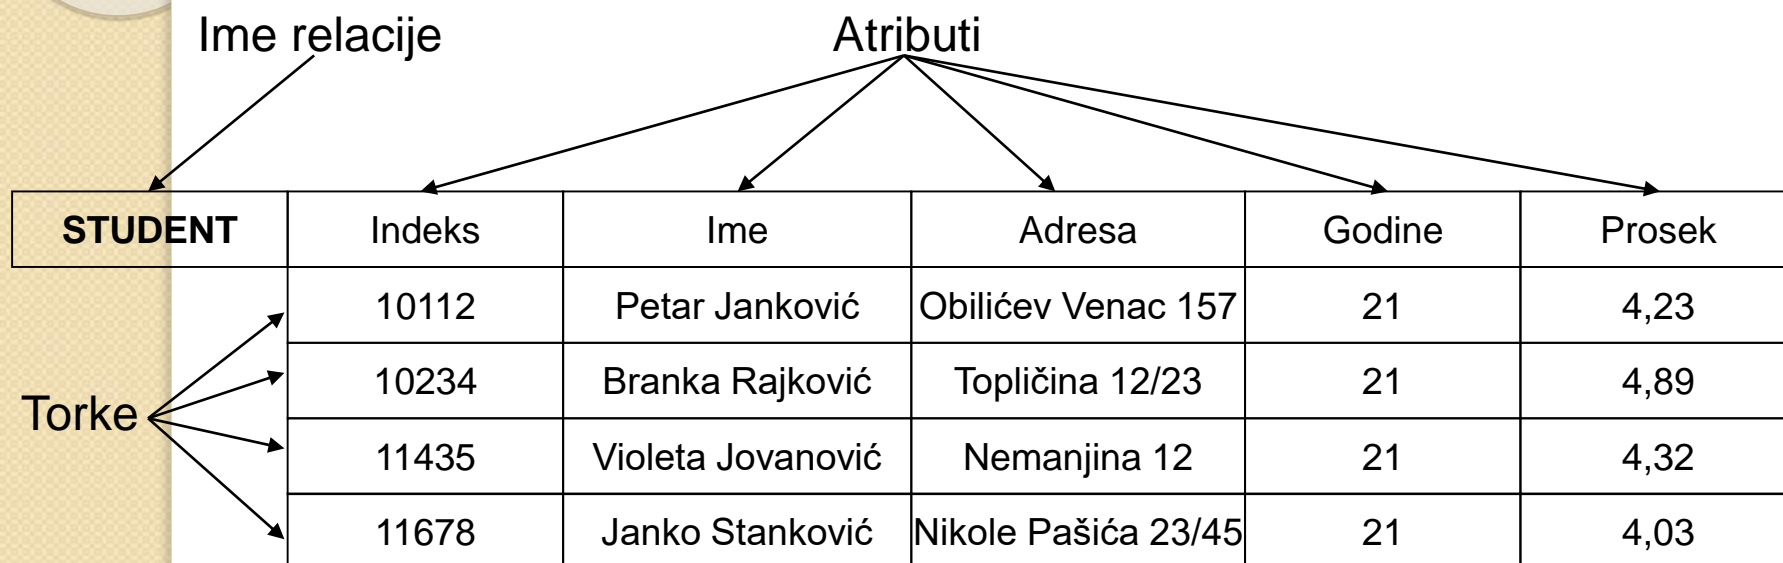 Ime relacije Atributi
STUDENT Indeks Ime Adresa Godine Prosek
10112 Petar Janković Obilićev Venac 157 21 4,23
10234 Branka Rajković Topličina 12/23 21 4,89
Torke
11435 Violeta Jovanović Nemanjina 12 21 4,32
11678 Janko Stanković Nikole Pašića 23/45 21 4,03